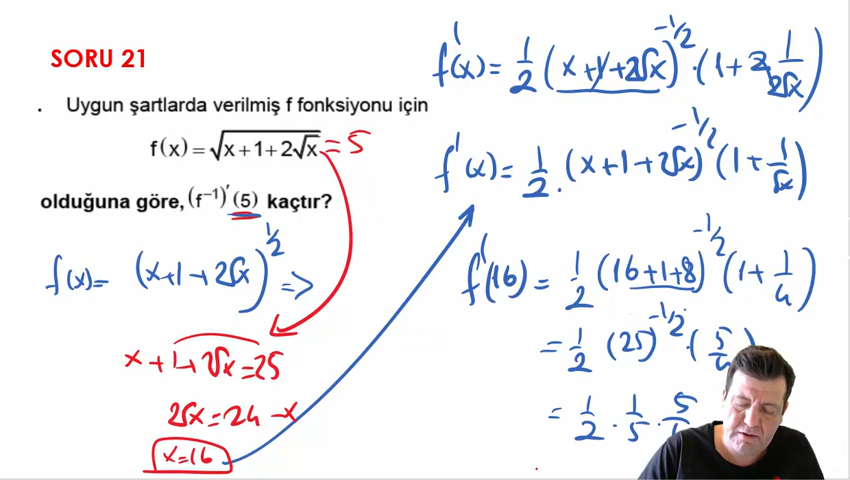 SORU 21
. Uygun şartlarda verilmiş f fonksiyonu için
f(x) = √(x+1+2√x) = 5
olduğuna göre, (f⁻¹)′(5) kaçtır?
f(x) = (x+1+2√x)^1/2 =>
x+1+2√x=25
2√x=24-x
x=16
f'(x) = 1/2 (x+1+2√x)^-1/2 . (1+2 1/2√x)
f'(x) = 1/2 . (x+1+2√x)^-1/2 (1+1/√x)
f'(16) = 1/2 (16+1+8)^-1/2 (1+1/4)
= 1/2 (25)^-1/2 . (5/4)
= 1/2 . 1/5 . 5/